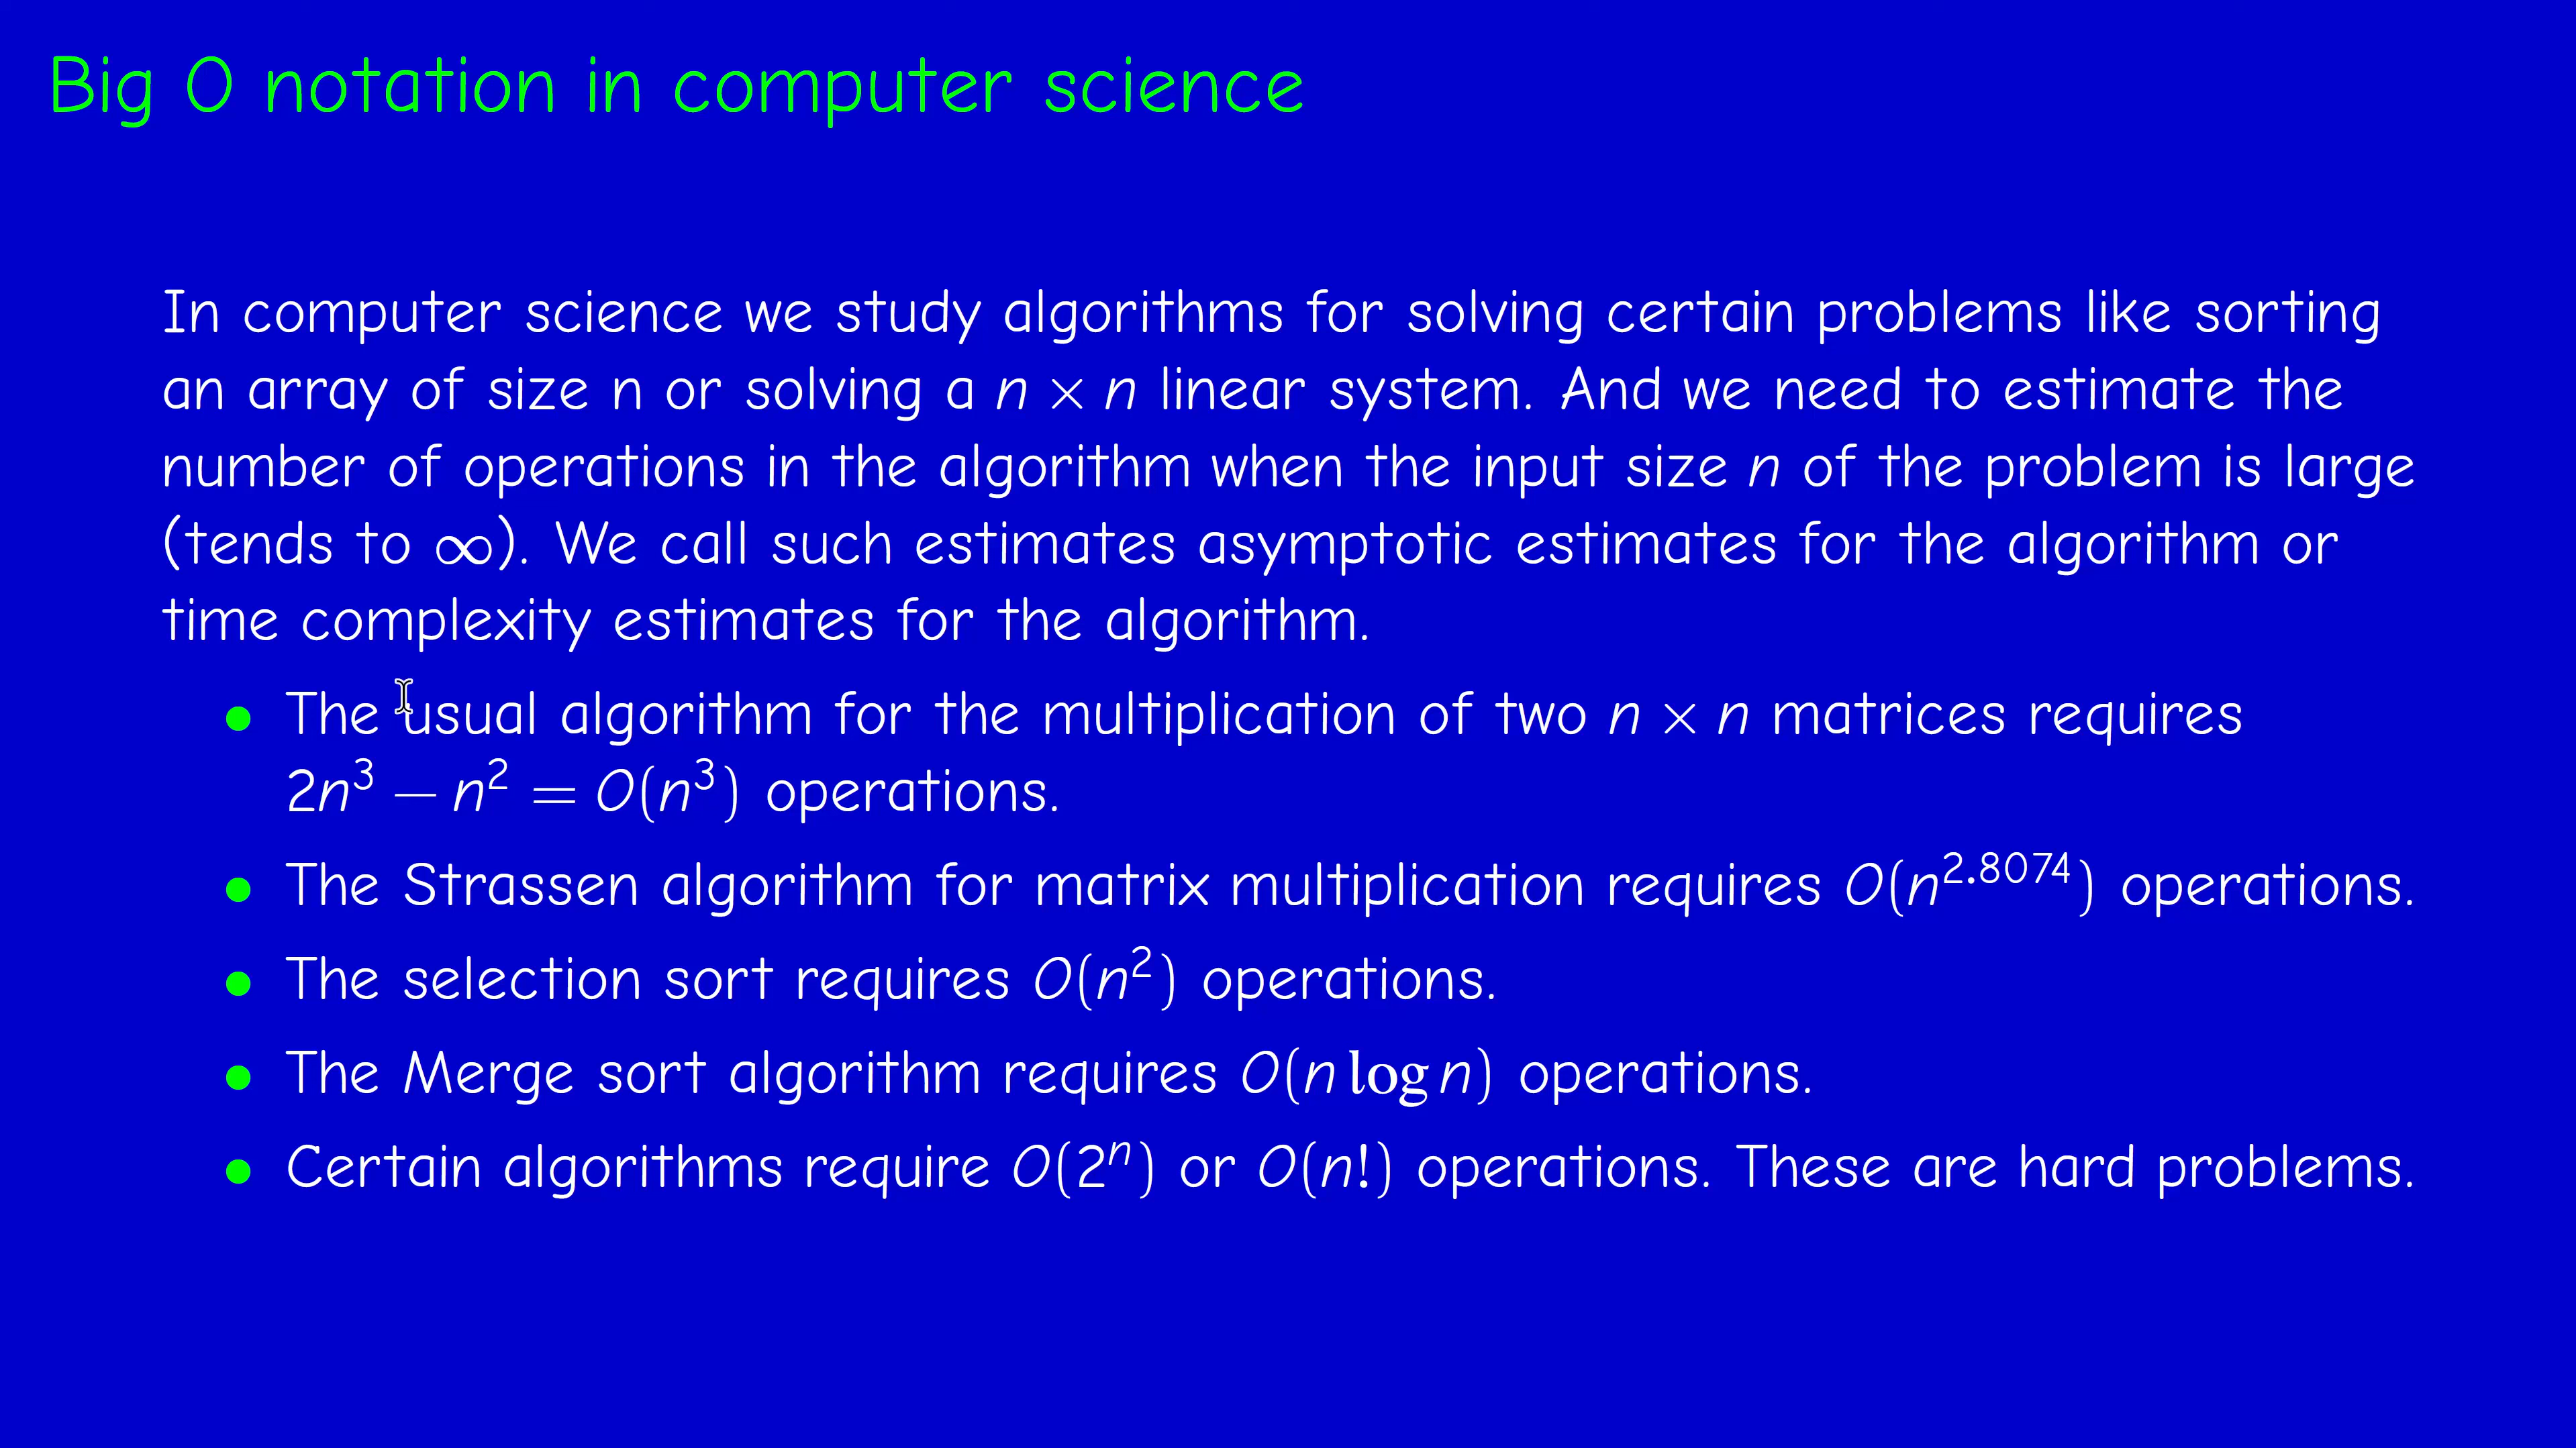 Big O notation in computer science
In computer science we study algorithms for solving certain problems like sorting
an array of size n or solving a n × n linear system. And we need to estimate the
number of operations in the algorithm when the input size n of the problem is large
(tends to ∞). We call such estimates asymptotic estimates for the algorithm or
time complexity estimates for the algorithm.
• The usual algorithm for the multiplication of two n × n matrices requires
2n³ − n² = O(n³) operations.
• The Strassen algorithm for matrix multiplication requires O(n^2.8074) operations.
• The selection sort requires O(n²) operations.
• The Merge sort algorithm requires O(n log n) operations.
• Certain algorithms require O(2ⁿ) or O(n!) operations. These are hard problems.